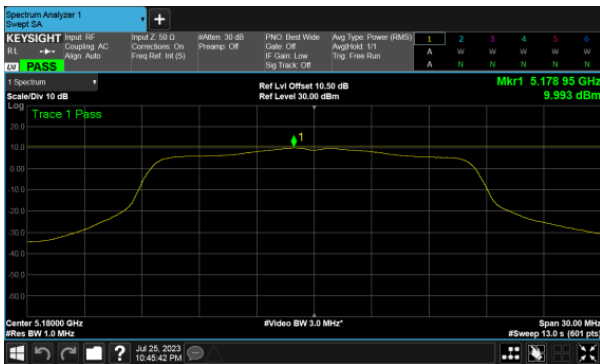 Spectrum Analyzer 1
Swept SA
+
KEYSIGHT Input: RF Input Z: 50 Ω #Atten: 30 dB PNO: Best Wide Avg Type: Power (RMS) 1 2 3 4 5 6
RL Coupling: AC Corrections: On Preamp: Off Gate: Off Avg|Hold: 1/1 A W W W W W
Align: Auto Freq Ref: Int (S) IF Gain: Low Trig: Free Run
LXI PASS Sig Track: Off A N N N N N
1 Spectrum Ref Lvl Offset 10.50 dB Mkr1 5.178 95 GHz
Scale/Div 10 dB Ref Level 30.00 dBm 9.993 dBm
Log
Trace 1 Pass
20.0
1
10.0
0.00
-10.0
-20.0
-30.0
-40.0
-50.0
-60.0
Center 5.18000 GHz #Video BW 3.0 MHz* Span 30.00 MHz
#Res BW 1.0 MHz #Sweep 13.0 s (601 pts)
? Jul 25, 2023
10:45:42 PM